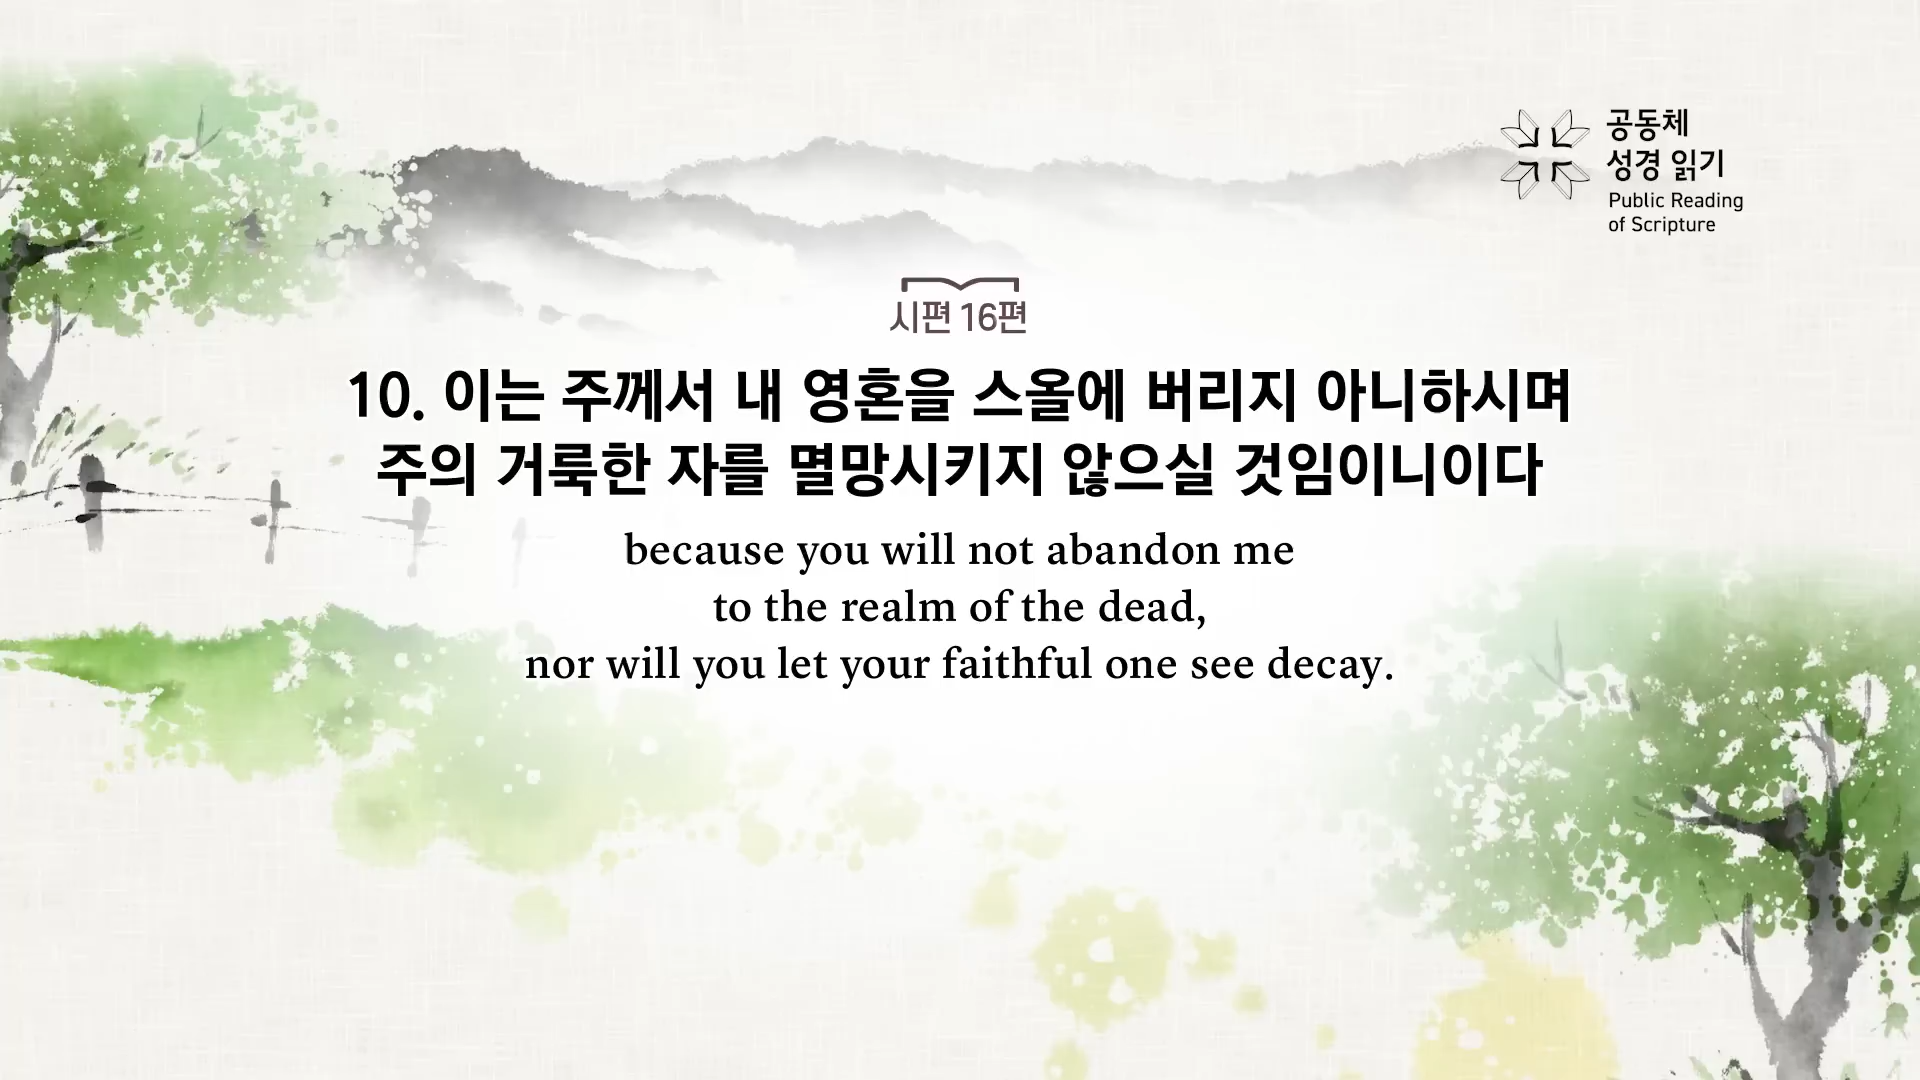 공동체
성경 읽기
Public Reading
of Scripture
시편 16편
10. 이는 주께서 내 영혼을 스올에 버리지 아니하시며
주의 거룩한 자를 멸망시키지 않으실 것임이니이다
because you will not abandon me
to the realm of the dead,
nor will you let your faithful one see decay.